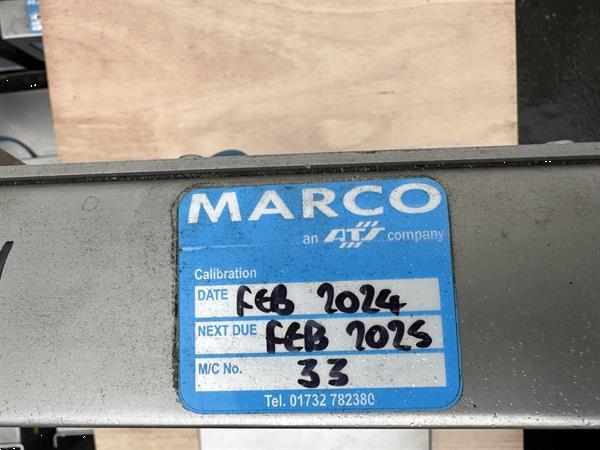 MARCO
an ATS company
Calibration
DATE FEB 2024
NEXT DUE FEB 2025
M/C No. 33
Tel. 01732 782380